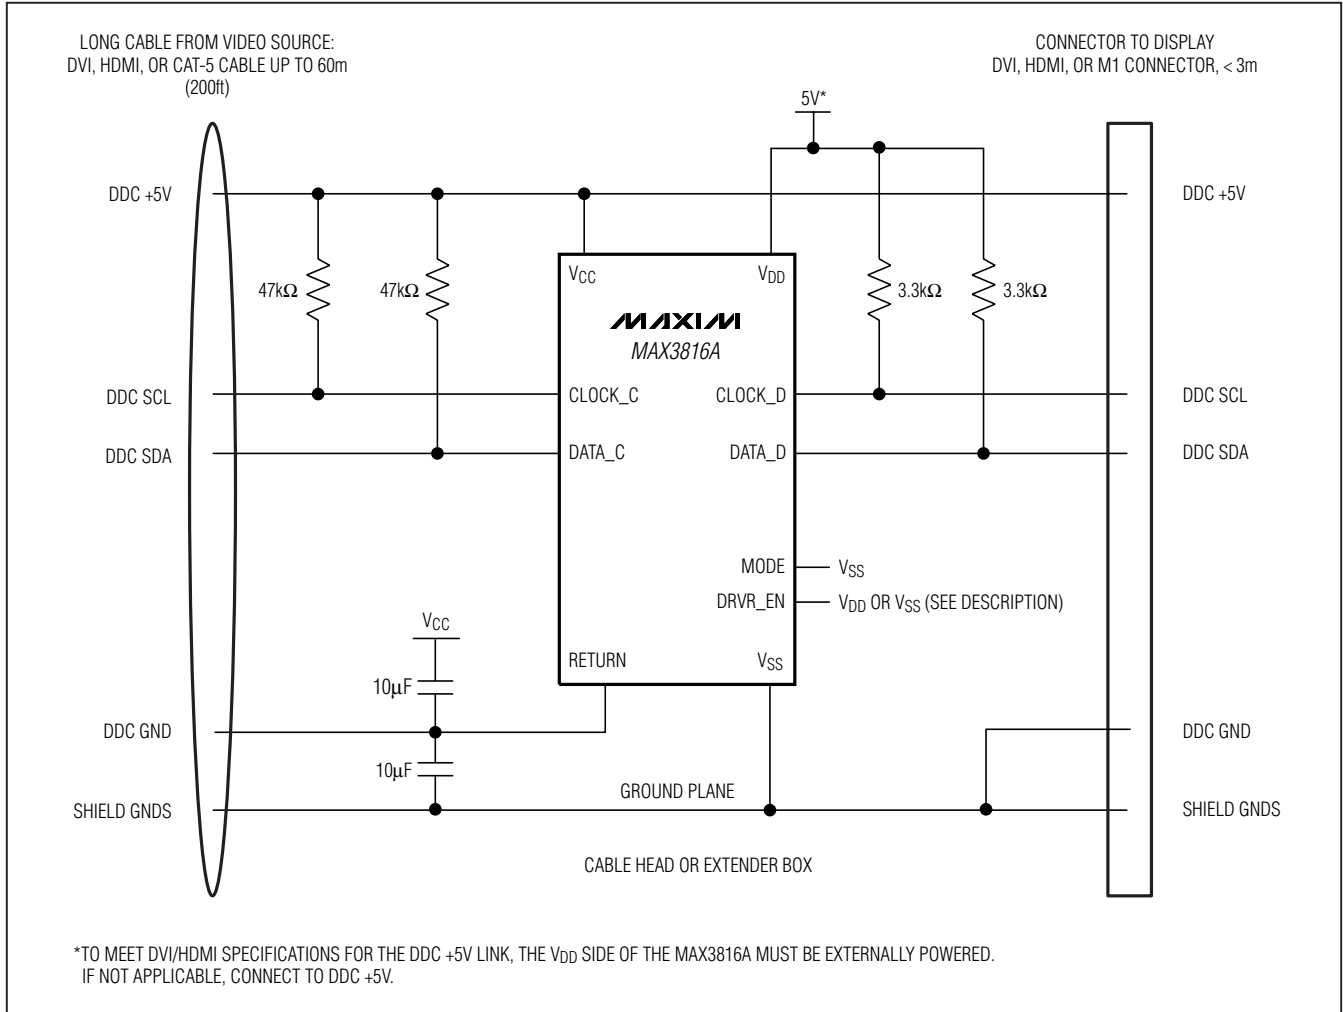 LONG CABLE FROM VIDEO SOURCE:
DVI, HDMI, OR CAT-5 CABLE UP TO 60m
(200ft)
CONNECTOR TO DISPLAY
DVI, HDMI, OR M1 CONNECTOR, < 3m
5V*
DDC +5V
DDC +5V
VCC
VDD
47kΩ
47kΩ
3.3kΩ
3.3kΩ
MAXIM
MAX3816A
DDC SCL
CLOCK_C
CLOCK_D
DDC SCL
DDC SDA
DATA_C
DATA_D
DDC SDA
MODE
VSS
DRVR_EN
VDD OR VSS (SEE DESCRIPTION)
VCC
RETURN
VSS
10µF
DDC GND
DDC GND
10µF
GROUND PLANE
SHIELD GNDS
SHIELD GNDS
CABLE HEAD OR EXTENDER BOX
*TO MEET DVI/HDMI SPECIFICATIONS FOR THE DDC +5V LINK, THE VDD SIDE OF THE MAX3816A MUST BE EXTERNALLY POWERED.
IF NOT APPLICABLE, CONNECT TO DDC +5V.